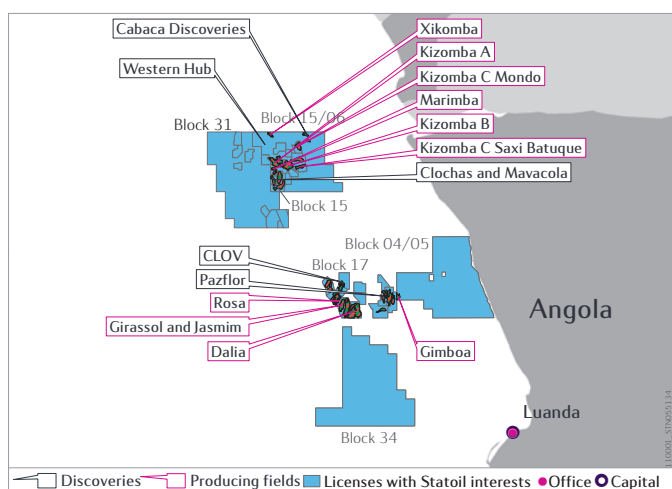 Cabaca Discoveries
Western Hub
Block 15/06
Block 31
Xikomba
Kizomba A
Kizomba C Mondo
Marimba
Kizomba B
Kizomba C Saxi Batuque
Clochas and Mavacola
Block 15
Block 04/05
CLOV
Block 17
Pazflor
Rosa
Girassol and Jasmim
Dalia
Gimboa
Angola
Luanda
Block 34
110001_STN055134
Discoveries Producing fields Licenses with Statoil interests Office Capital